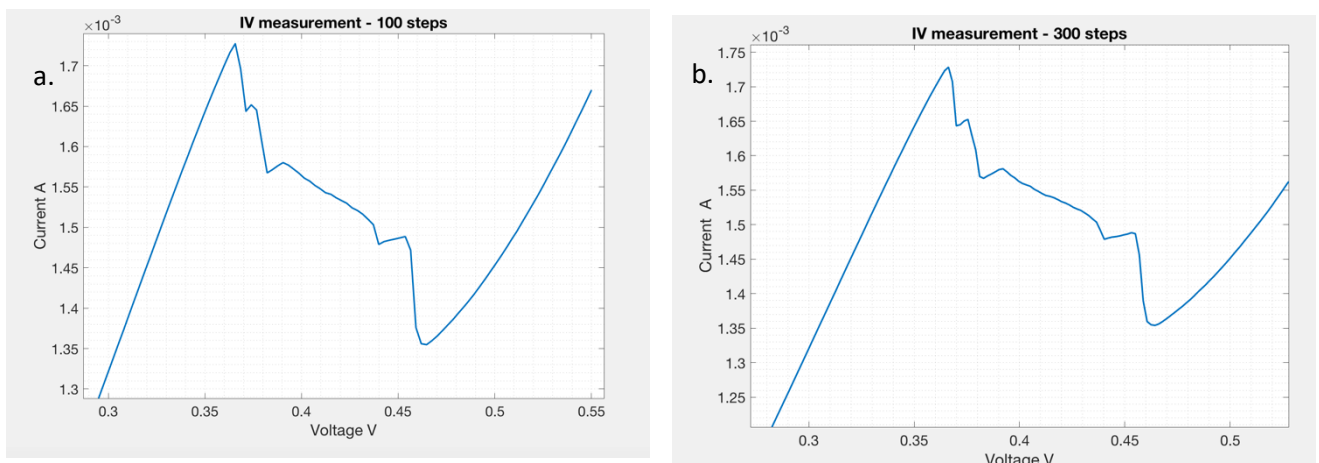 a.
IV measurement - 100 steps
×10⁻³
1.7
1.65
1.6
1.55
1.5
1.45
1.4
1.35
1.3
Current A
0.3 0.35 0.4 0.45 0.5 0.55
Voltage V
b.
IV measurement - 300 steps
×10⁻³
1.75
1.7
1.65
1.6
1.55
1.5
1.45
1.4
1.35
1.3
1.25
Current A
0.3 0.35 0.4 0.45 0.5
Voltage V